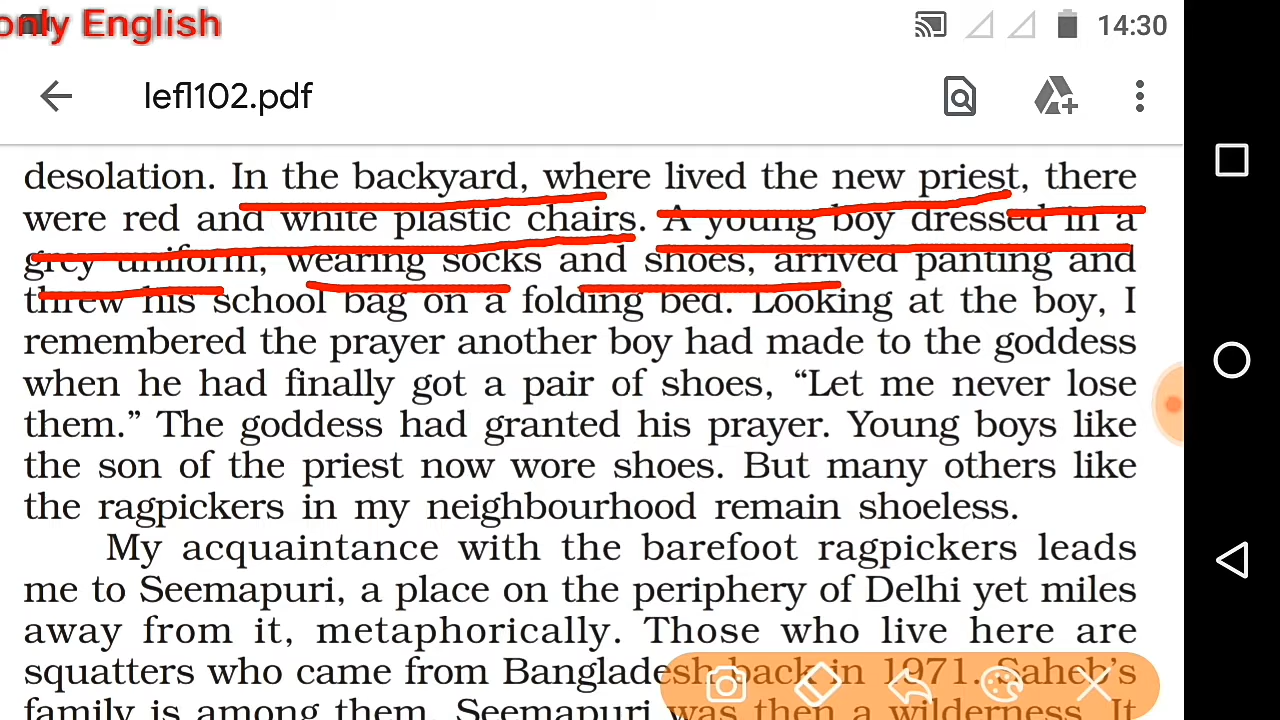 only English
14:30
lefl102.pdf
desolation. In the backyard, where lived the new priest, there
were red and white plastic chairs. A young boy dressed in a
grey uniform, wearing socks and shoes, arrived panting and
threw his school bag on a folding bed. Looking at the boy, I
remembered the prayer another boy had made to the goddess
when he had finally got a pair of shoes, “Let me never lose
them.” The goddess had granted his prayer. Young boys like
the son of the priest now wore shoes. But many others like
the ragpickers in my neighbourhood remain shoeless.
My acquaintance with the barefoot ragpickers leads
me to Seemapuri, a place on the periphery of Delhi yet miles
away from it, metaphorically. Those who live here are
squatters who came from Bangladesh back in 1971. Saheb’s
family is among them. Seemapuri was then a wilderness. It